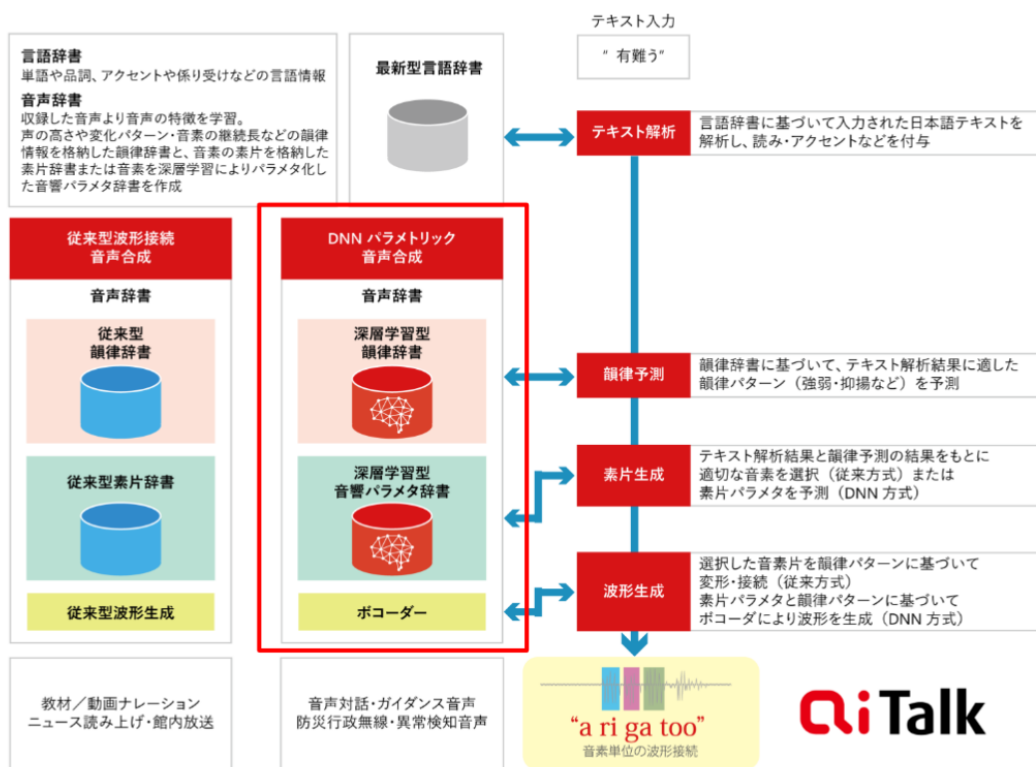 テキスト入力
“ 有難う”
言語辞書
単語や品詞、アクセントや係り受けなどの言語情報
音声辞書
収録した音声より音声の特徴を学習。
声の高さや変化パターン・音素の継続長などの韻律
情報を格納した韻律辞書と、音素の素片を格納した
素片辞書または音素を深層学習によりパラメタ化し
た音響パラメタ辞書を作成
最新型言語辞書
テキスト解析
言語辞書に基づいて入力された日本語テキストを
解析し、読み・アクセントなどを付与
従来型波形接続
音声合成
音声辞書
従来型
韻律辞書
従来型素片辞書
従来型波形生成
教材／動画ナレーション
ニュース読み上げ・館内放送
DNN パラメトリック
音声合成
音声辞書
深層学習型
韻律辞書
深層学習型
音響パラメタ辞書
ボコーダー
音声対話・ガイダンス音声
防災行政無線・異常検知音声
韻律予測
韻律辞書に基づいて、テキスト解析結果に適した
韻律パターン（強弱・抑揚など）を予測
素片生成
テキスト解析結果と韻律予測の結果をもとに
適切な音素を選択（従来方式）または
素片パラメタを予測（DNN 方式）
波形生成
選択した音素片を韻律パターンに基づいて
変形・接続（従来方式）
素片パラメタと韻律パターンに基づいて
ボコーダにより波形を生成（DNN 方式）
“a ri ga too”
音素単位の波形接続
AiTalk